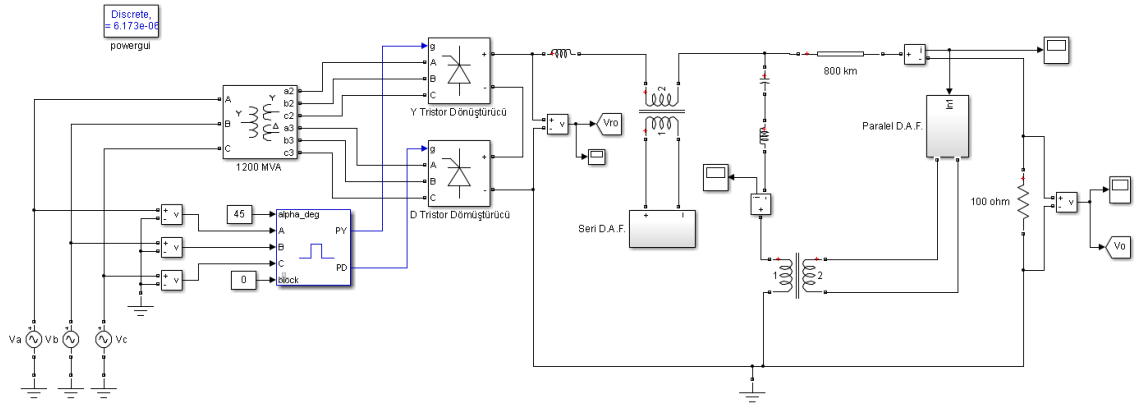 Discrete,
= 6.173e-06
powergui
A
B
C
Y
Y
Δ
a2
b2
c2
a3
b3
c3
1200 MVA
g
A
B
C
+
-
Y Tristor Dönüştürücü
g
A
B
C
+
-
D Tristor Dömüştürücü
+
-
v
Vro
2
1
+
Seri D.A.F.
800 km
i
+
-
In1
Paralel D.A.F.
100 ohm
+
-
v
Vo
i
+
-
1
2
45
alpha_deg
A
B
C
block
PY
PD
0
+
-
v
+
-
v
+
-
v
Va
Vb
Vc